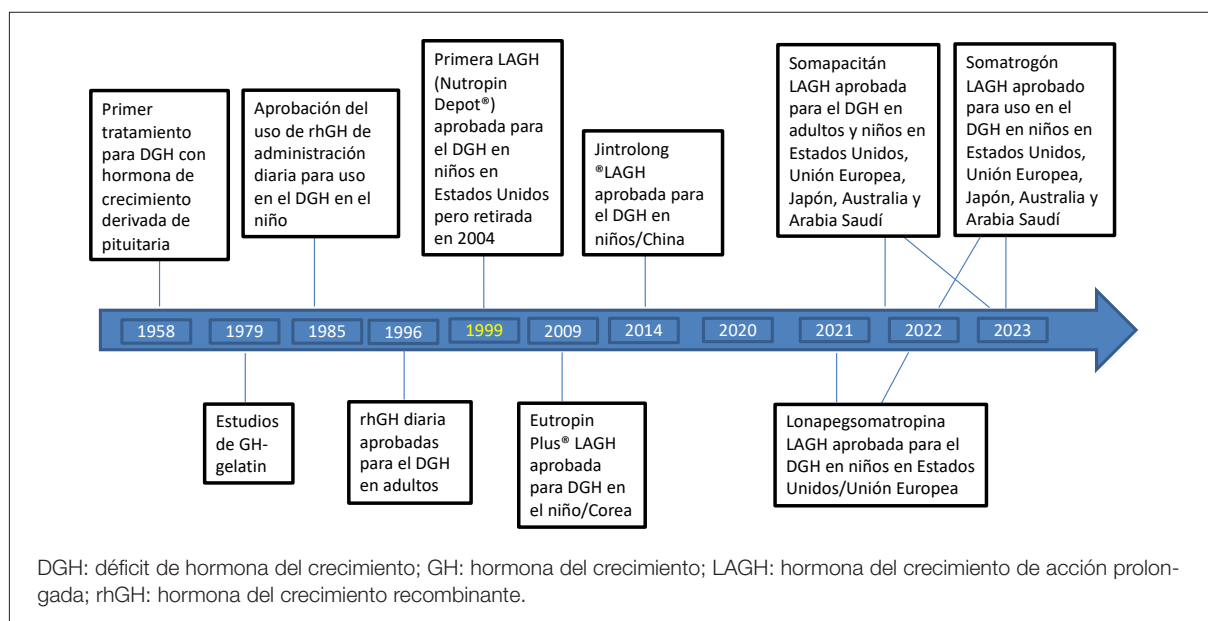 Primer
tratamiento
para DGH con
hormona de
crecimiento
derivada de
pituitaria
Aprobación del
uso de rhGH de
administración
diaria para uso
en el DGH en el
niño
Primera LAGH
(Nutropin
Depot®)
aprobada para
el DGH en
niños en
Estados Unidos
pero retirada
en 2004
Jintrolong
®LAGH
aprobada para
el DGH en
niños/China
Somapacitán
LAGH aprobada
para el DGH en
adultos y niños en
Estados Unidos,
Unión Europea,
Japón, Australia y
Arabia Saudí
Somatrogón
LAGH aprobado
para uso en el
DGH en niños en
Estados Unidos,
Unión Europea,
Japón, Australia y
Arabia Saudí
1958 1979 1985 1996 1999 2009 2014 2020 2021 2022 2023
Estudios
de GH-
gelatin
rhGH diaria
aprobadas
para el DGH
en adultos
Eutropin
Plus® LAGH
aprobada
para DGH en
el niño/Corea
Lonapegsomatropina
LAGH aprobada para el
DGH en niños en Estados
Unidos/Unión Europea
DGH: déficit de hormona del crecimiento; GH: hormona del crecimiento; LAGH: hormona del crecimiento de acción prolon-
gada; rhGH: hormona del crecimiento recombinante.